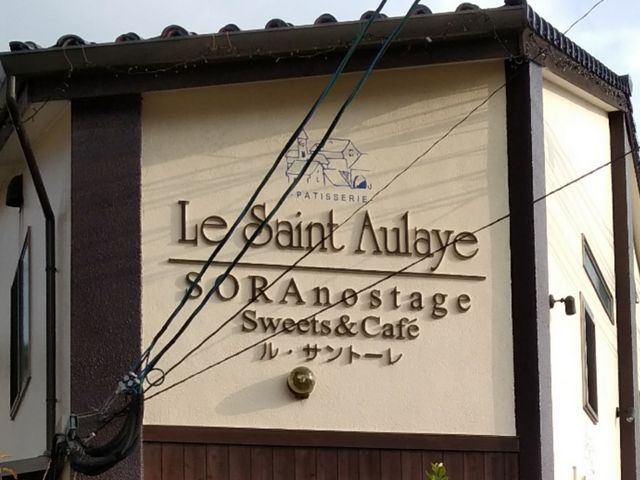 PATISSERIE
Le Saint Aulaye
SORAnostage
Sweets&Café
ル・サントーレ